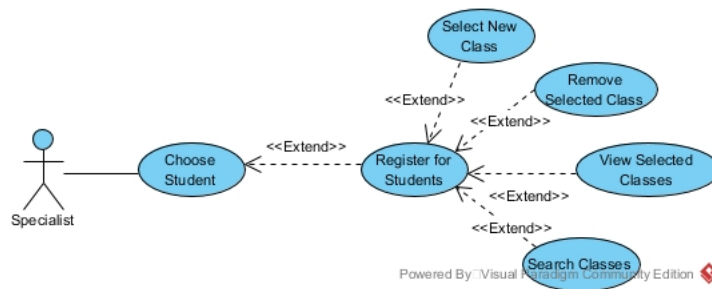 Select New
Class
<<Extend>>
Remove
Selected Class
<<Extend>>
<<Extend>>
Choose
Student
Register for
Students
View Selected
Classes
<<Extend>>
Specialist
<<Extend>>
Search Classes
Powered By Visual Paradigm Community Edition